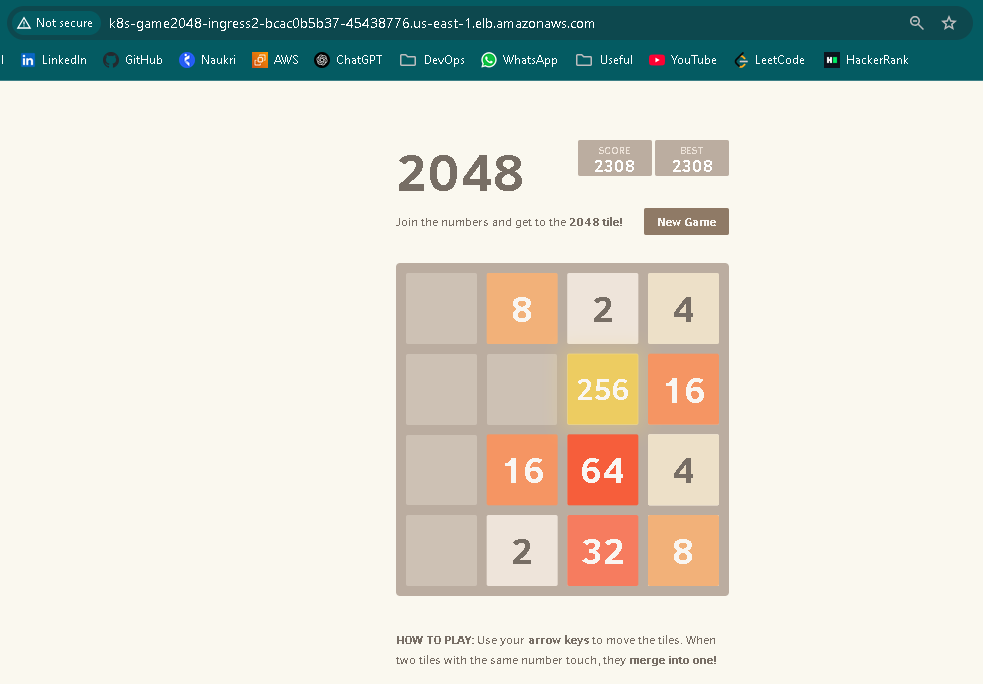 Not secure k8s-game2048-ingress2-bcac0b5b37-45438776.us-east-1.elb.amazonaws.com
LinkedIn GitHub Naukri AWS ChatGPT DevOps WhatsApp Useful YouTube LeetCode HackerRank
2048
SCORE BEST
2308 2308
Join the numbers and get to the 2048 tile! New Game
8 2 4
256 16
16 64 4
2 32 8
HOW TO PLAY: Use your arrow keys to move the tiles. When
two tiles with the same number touch, they merge into one!